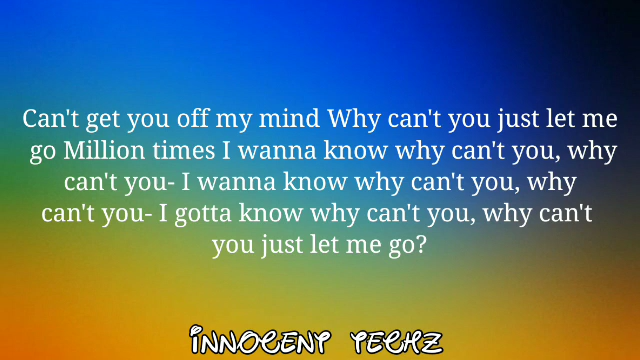 Can't get you off my mind Why can't you just let me
go Million times I wanna know why can't you, why
can't you- I wanna know why can't you, why
can't you- I gotta know why can't you, why can't
you just let me go?
INNOCENT TECHZ